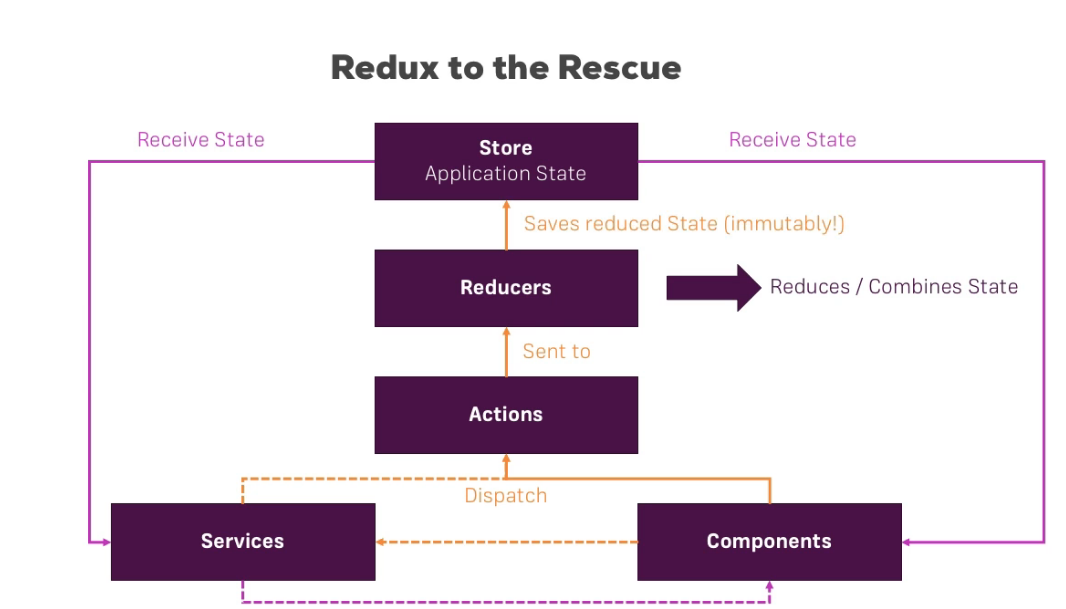 Redux to the Rescue
Receive State
Store
Application State
Receive State
Saves reduced State (immutably!)
Reducers
Reduces / Combines State
Sent to
Actions
Dispatch
Services
Components